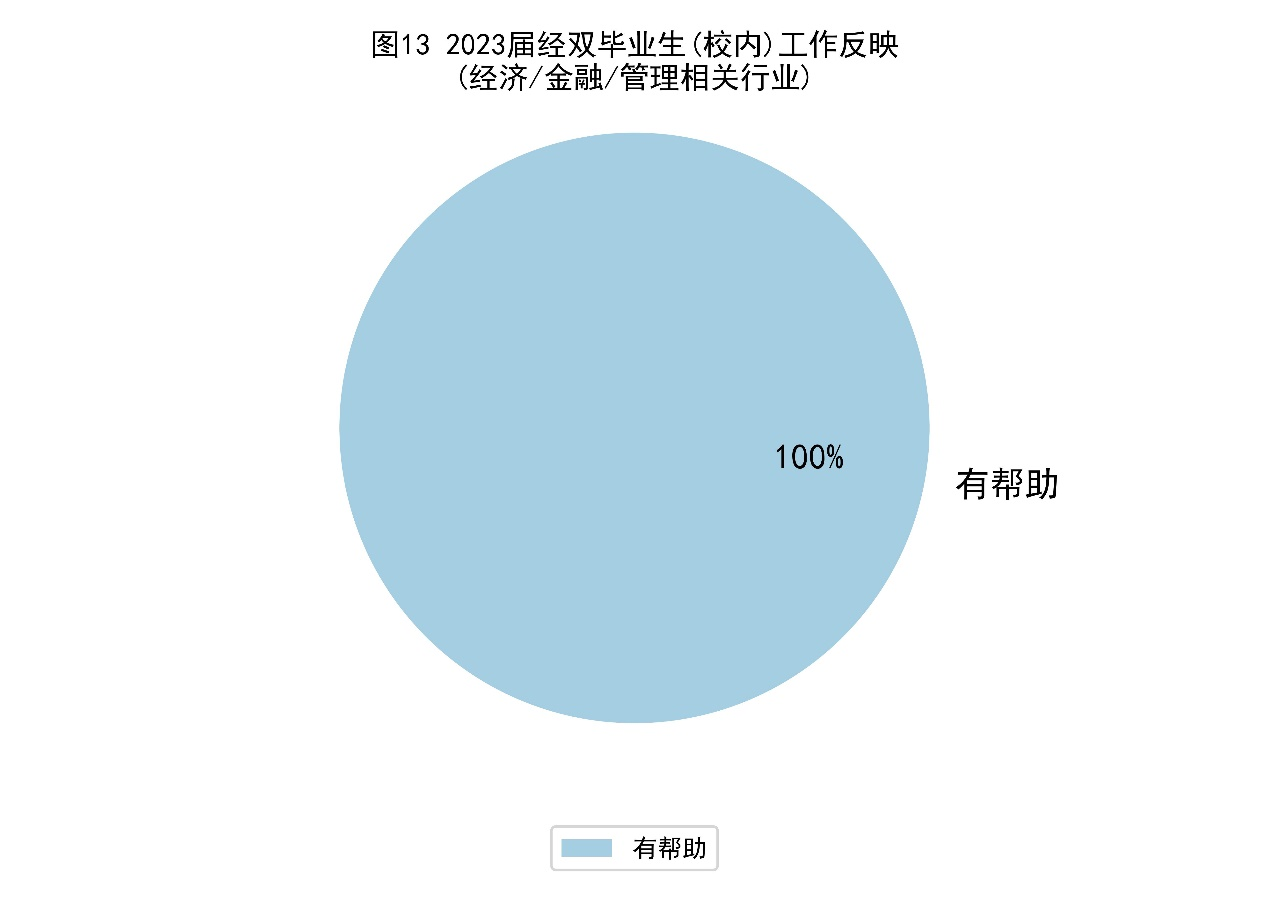 图13 2023届经双毕业生(校内)工作反映
(经济/金融/管理相关行业)
100%
有帮助
有帮助